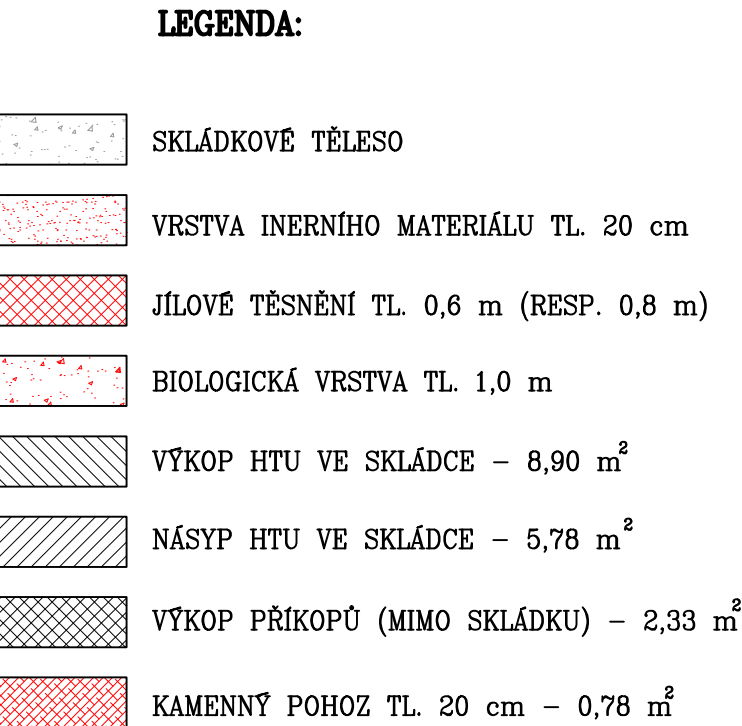 LEGENDA:
SKLÁDKOVÉ TĚLESO
VRSTVA INERNÍHO MATERIÁLU TL. 20 cm
JÍLOVÉ TĚSNĚNÍ TL. 0,6 m (RESP. 0,8 m)
BIOLOGICKÁ VRSTVA TL. 1,0 m
VÝKOP HTU VE SKLÁDCE – 8,90 m²
NÁSYP HTU VE SKLÁDCE – 5,78 m²
VÝKOP PŘÍKOPŮ (MIMO SKLÁDKU) – 2,33 m²
KAMENNÝ POHOZ TL. 20 cm – 0,78 m²